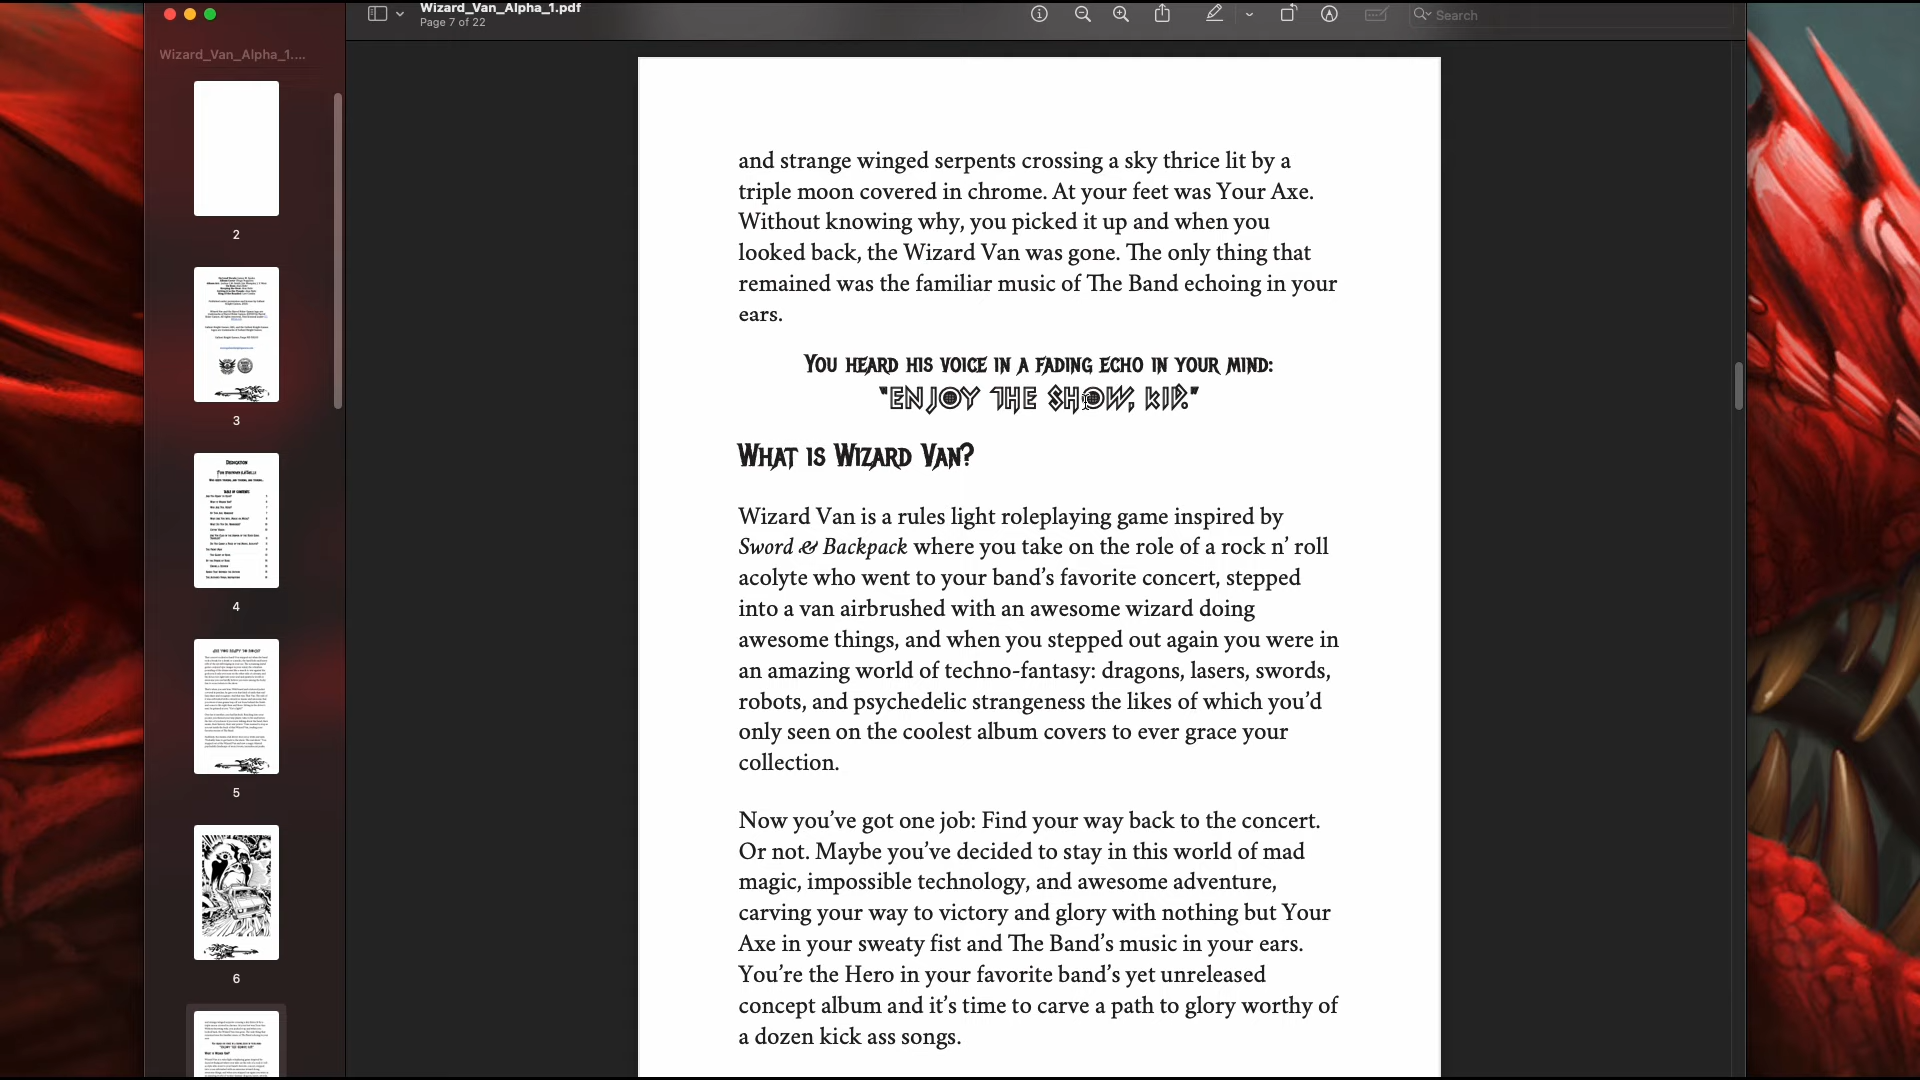 Wizard_Van_Alpha_1.pdf
Page 7 of 22
Search
Wizard_Van_Alpha_1....
2
3
Dedication
Table of Contents
4
Are You Ready to Rock?
5
6
and strange winged serpents crossing a sky thrice lit by a
triple moon covered in chrome. At your feet was Your Axe.
Without knowing why, you picked it up and when you
looked back, the Wizard Van was gone. The only thing that
remained was the familiar music of The Band echoing in your
ears.
You heard his voice in a fading echo in your mind:
"Enjoy the show, kid."
What is Wizard Van?
Wizard Van is a rules light roleplaying game inspired by
Sword & Backpack where you take on the role of a rock n’ roll
acolyte who went to your band’s favorite concert, stepped
into a van airbrushed with an awesome wizard doing
awesome things, and when you stepped out again you were in
an amazing world of techno-fantasy: dragons, lasers, swords,
robots, and psychedelic strangeness the likes of which you’d
only seen on the coolest album covers to ever grace your
collection.
Now you’ve got one job: Find your way back to the concert.
Or not. Maybe you’ve decided to stay in this world of mad
magic, impossible technology, and awesome adventure,
carving your way to victory and glory with nothing but Your
Axe in your sweaty fist and The Band’s music in your ears.
You’re the Hero in your favorite band’s yet unreleased
concept album and it’s time to carve a path to glory worthy of
a dozen kick ass songs.